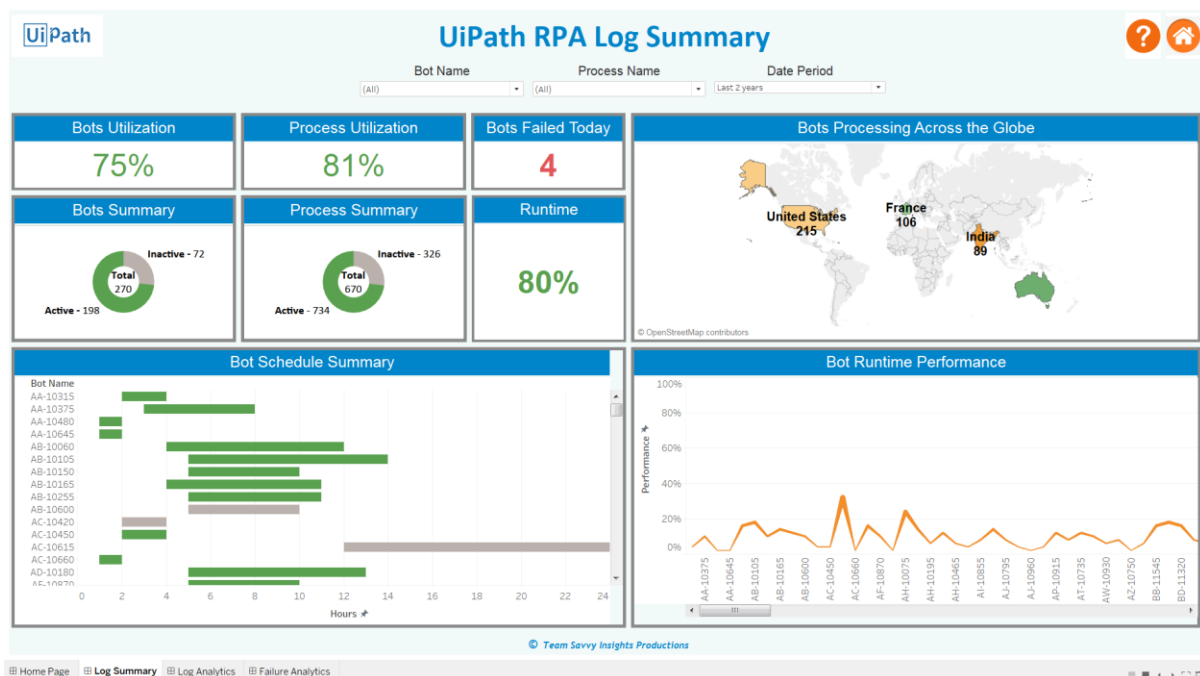 UiPath
UiPath RPA Log Summary
?
Bot Name
Process Name
Date Period
(All)
(All)
Last 2 years
Bots Utilization
75%
Process Utilization
81%
Bots Failed Today
4
Bots Processing Across the Globe
United States
215
France
106
India
89
© OpenStreetMap contributors
Bots Summary
Inactive - 72
Total
270
Active - 198
Process Summary
Inactive - 326
Total
670
Active - 734
Runtime
80%
Bot Schedule Summary
Bot Name
AA-10315
AA-10375
AA-10480
AA-10645
AB-10060
AB-10105
AB-10150
AB-10165
AB-10255
AB-10600
AC-10420
AC-10450
AC-10615
AC-10660
AD-10180
AF-10870
0 2 4 6 8 10 12 14 16 18 20 22 24
Hours
Bot Runtime Performance
100%
80%
60%
40%
20%
0%
Performance
AA-10375
AA-10645
AB-10105
AB-10165
AB-10600
AC-10450
AC-10660
AF-10870
AH-10075
AH-10195
AH-10465
AI-10855
AJ-10795
AJ-10960
AP-10915
AT-10735
AW-10930
AZ-10750
BB-11545
BD-11320
© Team Savvy Insights Productions
Home Page
Log Summary
Log Analytics
Failure Analytics